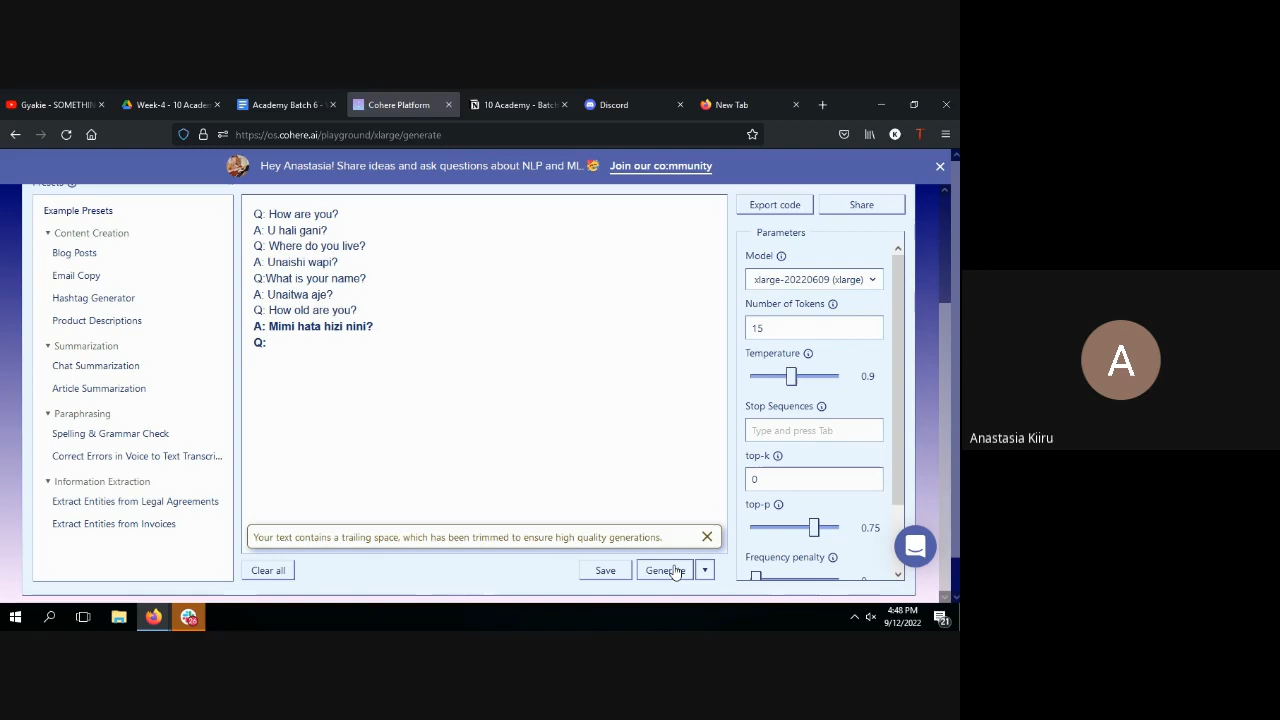 Gyakie - SOMETHIN
Week-4 - 10 Academ
Academy Batch 6 -
Cohere Platform
10 Academy - Batch
Discord
New Tab
https://os.cohere.ai/playground/xlarge/generate
K
T
Hey Anastasia! Share ideas and ask questions about NLP and ML. Join our co:mmunity
Example Presets
Content Creation
Blog Posts
Email Copy
Hashtag Generator
Product Descriptions
Summarization
Chat Summarization
Article Summarization
Paraphrasing
Spelling & Grammar Check
Correct Errors in Voice to Text Transcri...
Information Extraction
Extract Entities from Legal Agreements
Extract Entities from Invoices
Q: How are you?
A: U hali gani?
Q: Where do you live?
A: Unaishi wapi?
Q:What is your name?
A: Unaitwa aje?
Q: How old are you?
A: Mimi hata hizi nini?
Q:
Your text contains a trailing space, which has been trimmed to ensure high quality generations.
Clear all
Save
Generate
Export code
Share
Parameters
Model
xlarge-20220609 (xlarge)
Number of Tokens
15
Temperature
0.9
Stop Sequences
Type and press Tab
top-k
0
top-p
0.75
Frequency penalty
4:48 PM
9/12/2022
21
26
A
Anastasia Kiiru